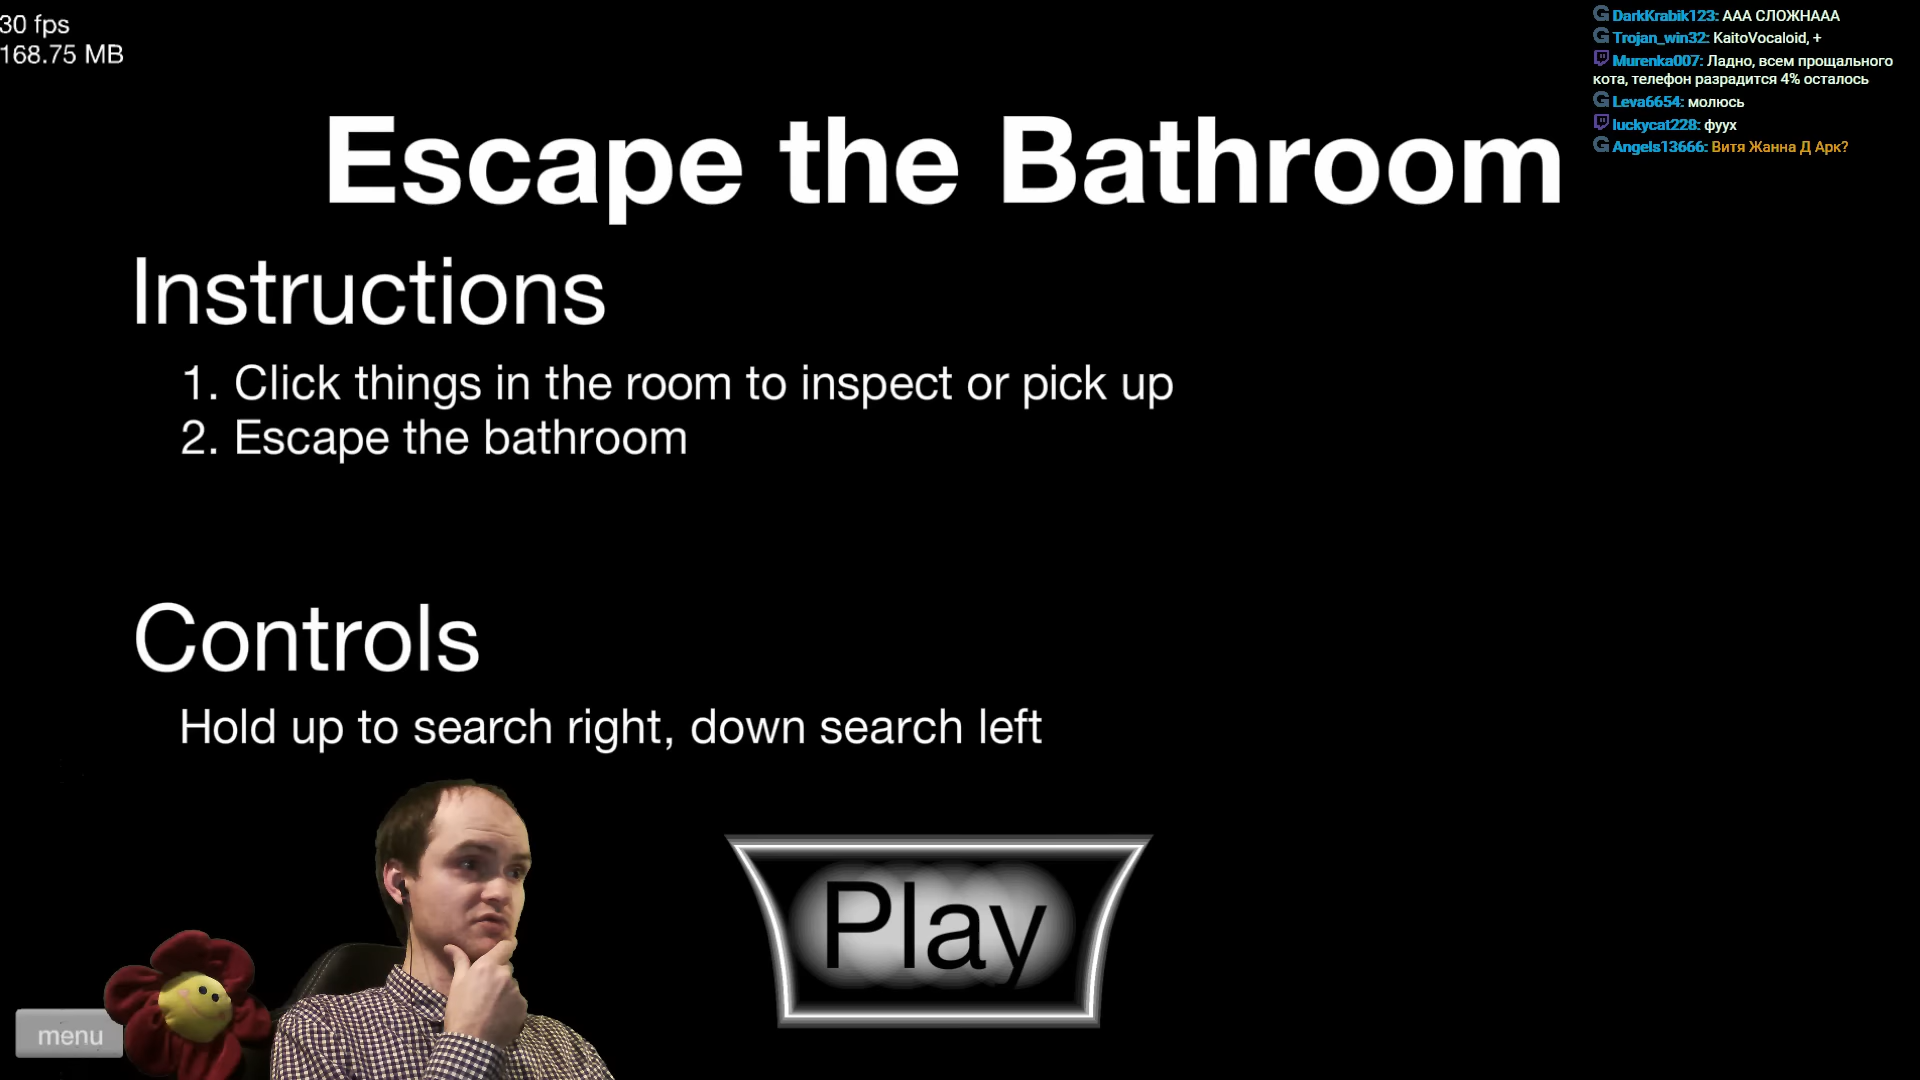 30 fps
168.75 MB
DarkKrabik123: ААА СЛОЖНААА
Trojan_win32: KaitoVocaloid, +
Murenka007: Ладно, всем прощального
кота, телефон разрадится 4% осталось
Leva6654: молюсь
luckycat228: фуух
Angels13666: Витя Жанна Д Арк?
Escape the Bathroom
Instructions
1. Click things in the room to inspect or pick up
2. Escape the bathroom
Controls
Hold up to search right, down search left
Play
menu